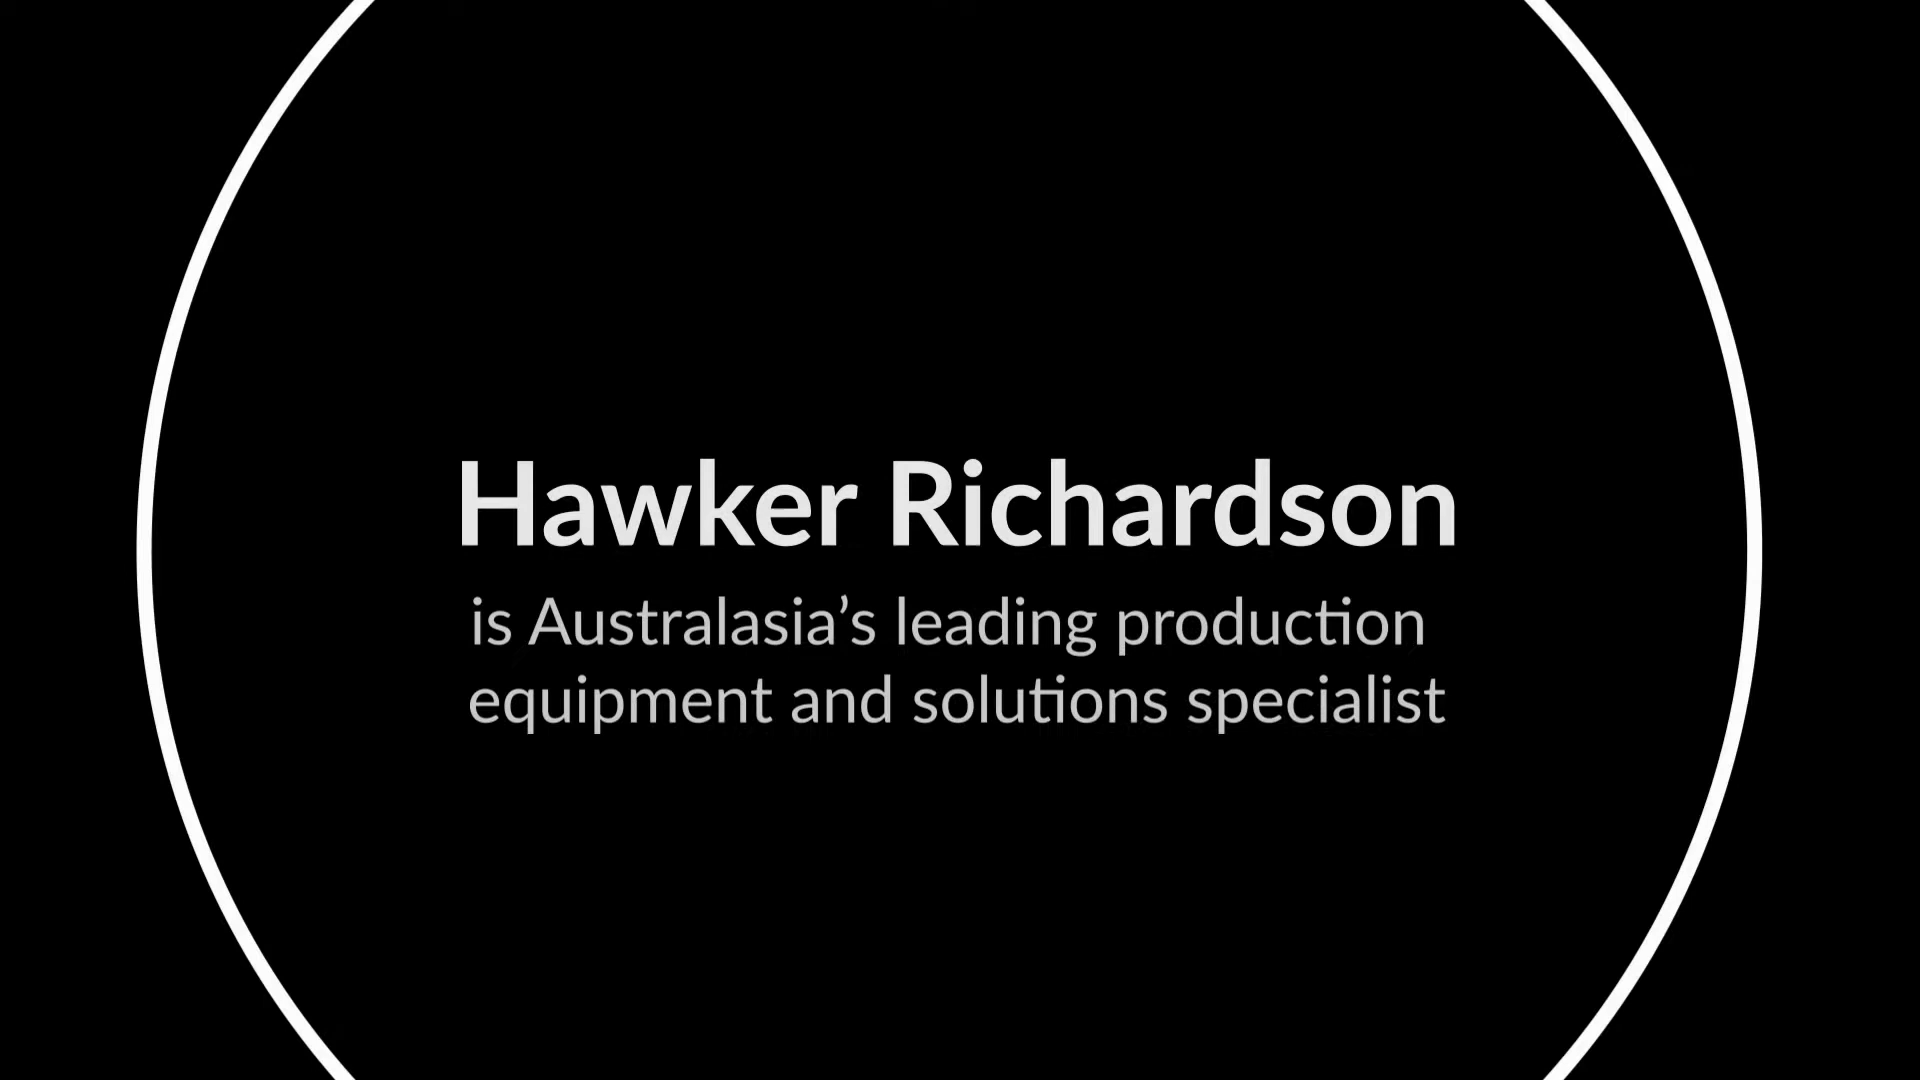 Hawker Richardson
is Australasia’s leading production
equipment and solutions specialist